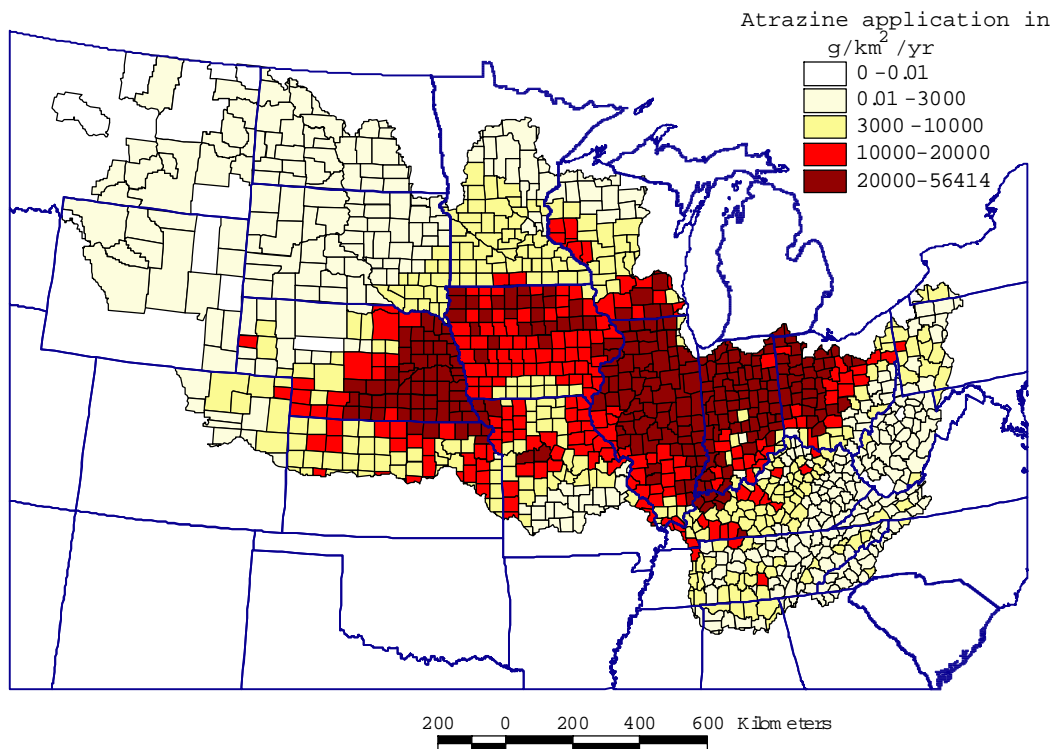 Atrazine application in
g/km2 /yr
0 -0.01
0.01 -3000
3000 -10000
10000-20000
20000-56414
200 0 200 400 600 Kilometers